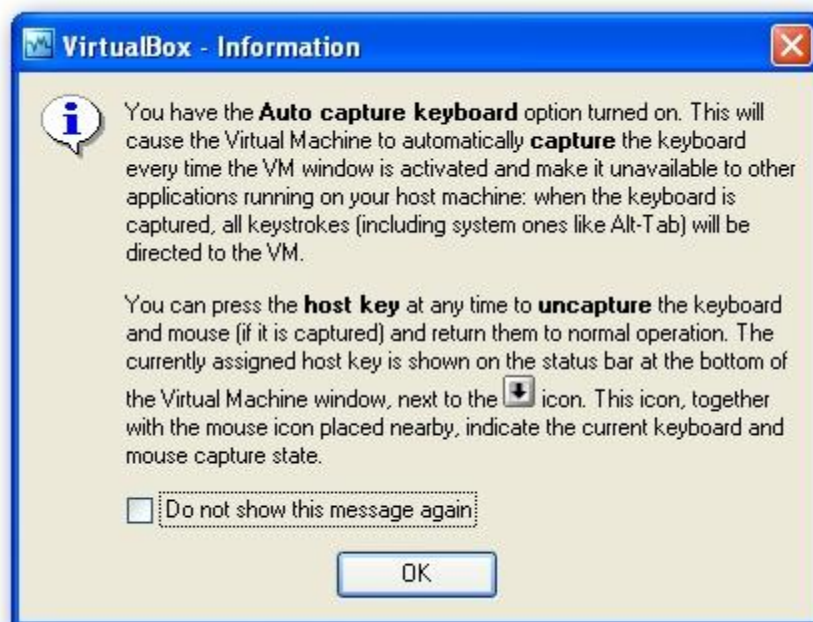 VirtualBox - Information
You have the Auto capture keyboard option turned on. This will
cause the Virtual Machine to automatically capture the keyboard
every time the VM window is activated and make it unavailable to other
applications running on your host machine: when the keyboard is
captured, all keystrokes (including system ones like Alt-Tab) will be
directed to the VM.
You can press the host key at any time to uncapture the keyboard
and mouse (if it is captured) and return them to normal operation. The
currently assigned host key is shown on the status bar at the bottom of
the Virtual Machine window, next to the icon. This icon, together
with the mouse icon placed nearby, indicate the current keyboard and
mouse capture state.
Do not show this message again
OK